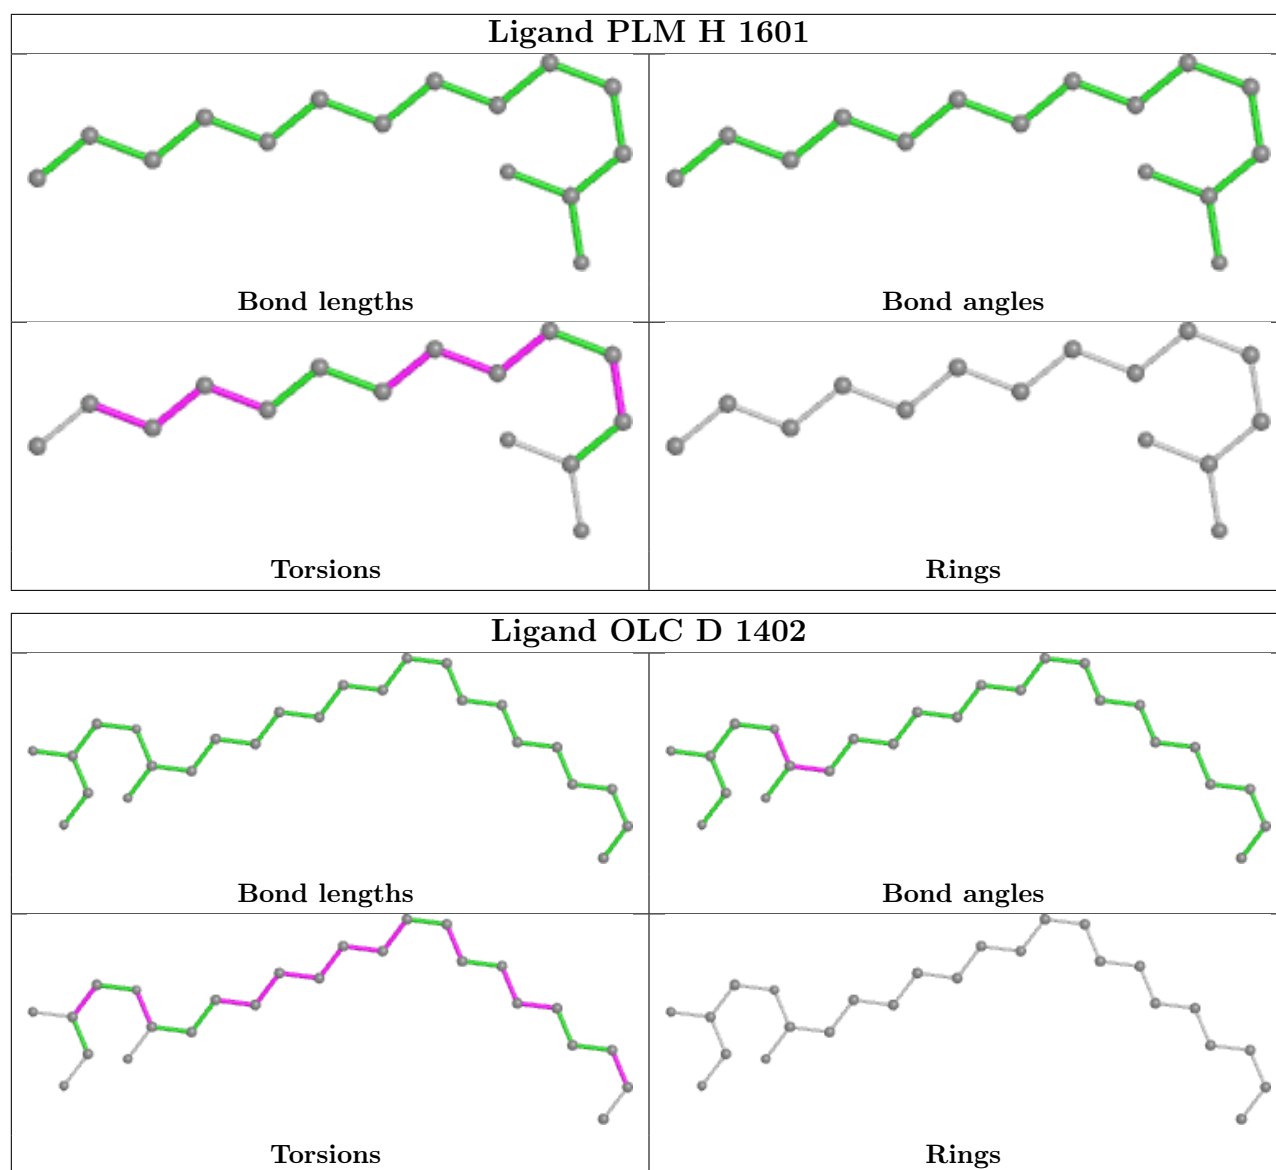 Ligand PLM H 1601
Bond lengths
Bond angles
Torsions
Rings
Ligand OLC D 1402
Bond lengths
Bond angles
Torsions
Rings